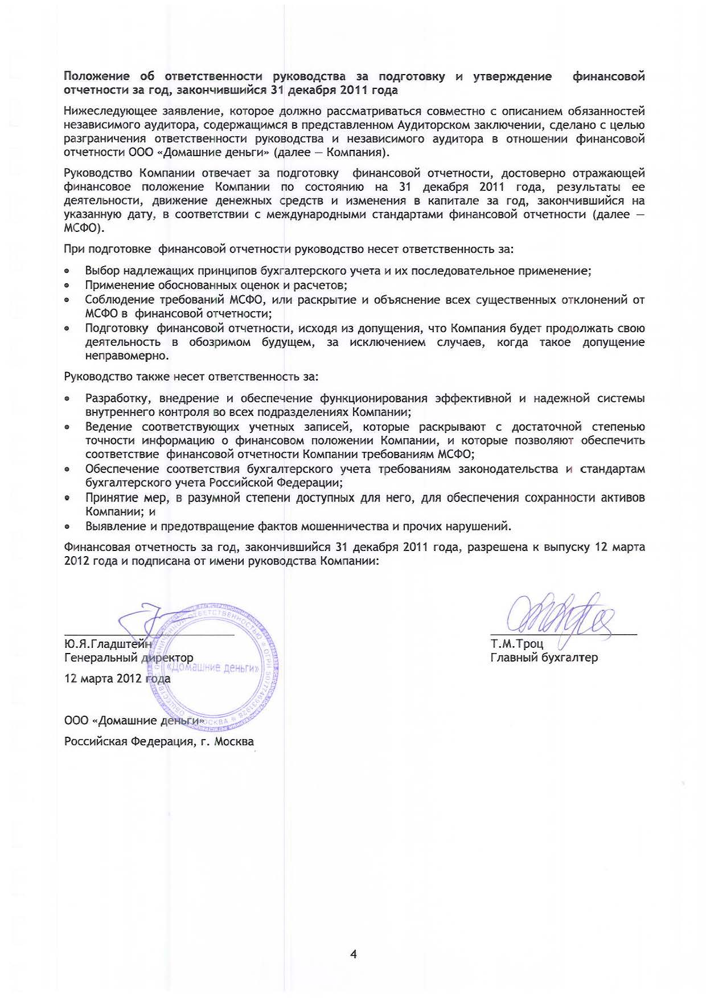 Положение об ответственности руководства за подготовку и утверждение финансовой
отчетности за год, закончившийся 31 декабря 2011 года
Нижеследующее заявление, которое должно рассматриваться совместно с описанием обязанностей
независимого аудитора, содержащимся в представленном Аудиторском заключении, сделано с целью
разграничения ответственности руководства и независимого аудитора в отношении финансовой
отчетности ООО «Домашние деньги» (далее — Компания).
Руководство Компании отвечает за подготовку финансовой отчетности, достоверно отражающей
финансовое положение Компании по состоянию на 31 декабря 2011 года, результаты ее
деятельности, движение денежных средств и изменения в капитале за год, закончившийся на
указанную дату, в соответствии с международными стандартами финансовой отчетности (далее —
МСФО).
При подготовке финансовой отчетности руководство несет ответственность за:
• Выбор надлежащих принципов бухгалтерского учета и их последовательное применение;
• Применение обоснованных оценок и расчетов;
• Соблюдение требований МСФО, или раскрытие и объяснение всех существенных отклонений от
МСФО в финансовой отчетности;
• Подготовку финансовой отчетности, исходя из допущения, что Компания будет продолжать свою
деятельность в обозримом будущем, за исключением случаев, когда такое допущение
неправомерно.
Руководство также несет ответственность за:
• Разработку, внедрение и обеспечение функционирования эффективной и надежной системы
внутреннего контроля во всех подразделениях Компании;
• Ведение соответствующих учетных записей, которые раскрывают с достаточной степенью
точности информацию о финансовом положении Компании, и которые позволяют обеспечить
соответствие финансовой отчетности Компании требованиям МСФО;
• Обеспечение соответствия бухгалтерского учета требованиям законодательства и стандартам
бухгалтерского учета Российской Федерации;
• Принятие мер, в разумной степени доступных для него, для обеспечения сохранности активов
Компании; и
• Выявление и предотвращение фактов мошенничества и прочих нарушений.
Финансовая отчетность за год, закончившийся 31 декабря 2011 года, разрешена к выпуску 12 марта
2012 года и подписана от имени руководства Компании:
Ю.Я.Гладштейн
Генеральный директор
12 марта 2012 года
Т.М.Троц
Главный бухгалтер
ОБЩЕСТВО С ОГРАНИЧЕННОЙ ОТВЕТСТВЕННОСТЬЮ * ОГРН 5077746931928 * МОСКВА *
«Домашние деньги»
ООО «Домашние деньги»
Российская Федерация, г. Москва
4